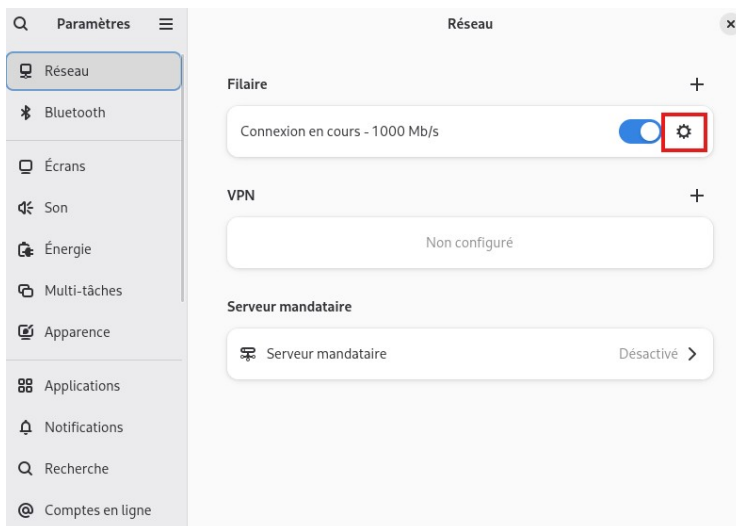 Paramètres
Réseau
Bluetooth
Écrans
Son
Énergie
Multi-tâches
Apparence
Applications
Notifications
Recherche
Comptes en ligne
Réseau
Filaire
Connexion en cours - 1000 Mb/s
VPN
Non configuré
Serveur mandataire
Serveur mandataire
Désactivé